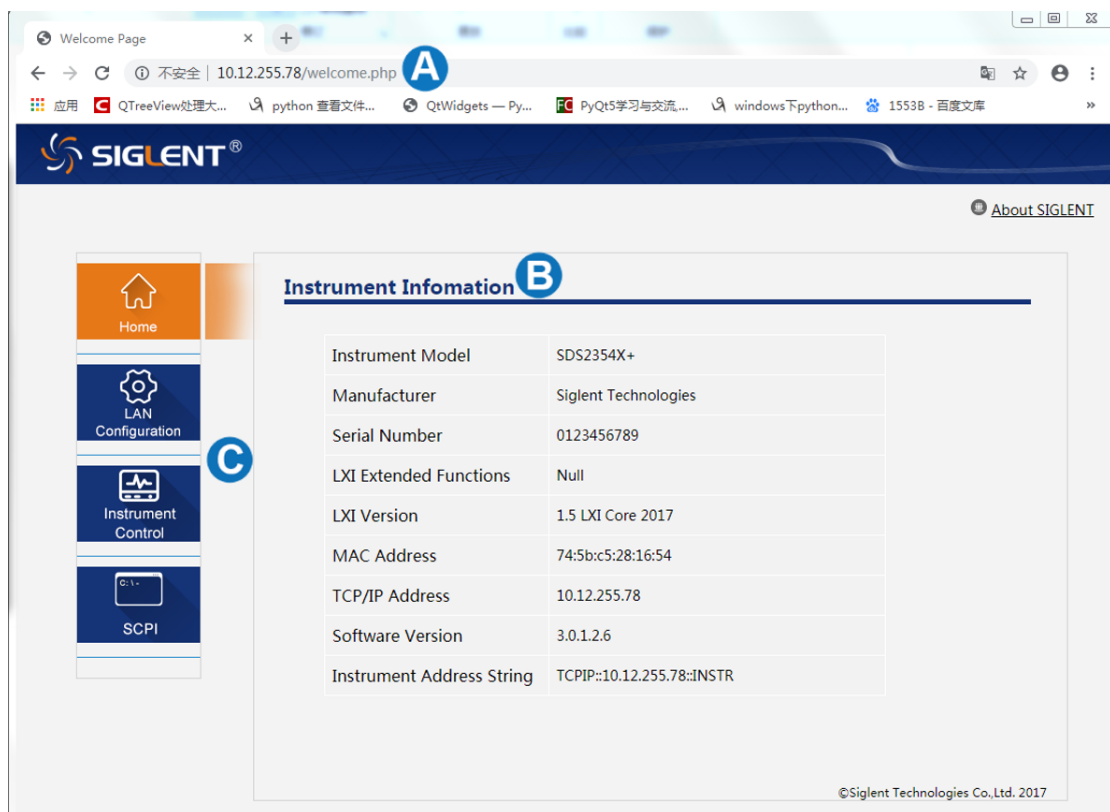 Welcome Page
不安全 | 10.12.255.78/welcome.php A
应用 QTreeView处理大... python 查看文件... QtWidgets — Py... PyQt5学习与交流,... windows下python... 1553B - 百度文库 »
SIGLENT®
About SIGLENT
Home
LAN
Configuration
C
Instrument
Control
C:\-
SCPI
Instrument Infomation B
Instrument Model SDS2354X+
Manufacturer Siglent Technologies
Serial Number 0123456789
LXI Extended Functions Null
LXI Version 1.5 LXI Core 2017
MAC Address 74:5b:c5:28:16:54
TCP/IP Address 10.12.255.78
Software Version 3.0.1.2.6
Instrument Address String TCPIP::10.12.255.78::INSTR
©Siglent Technologies Co.,Ltd. 2017